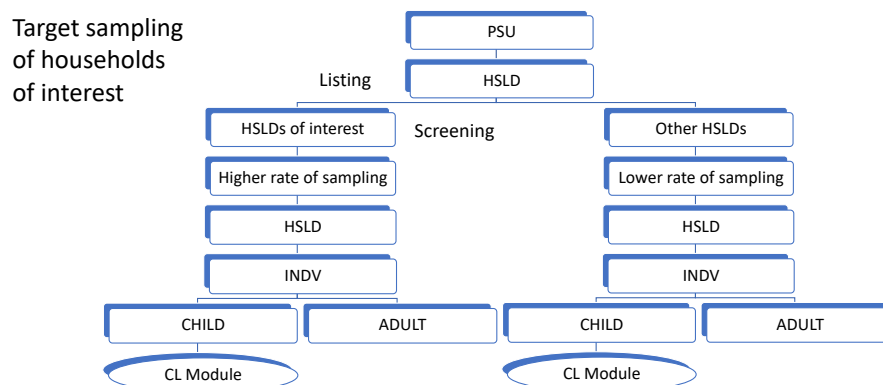 Target sampling
of households
of interest
PSU
Listing
HSLD
HSLDs of interest
Screening
Other HSLDs
Higher rate of sampling
Lower rate of sampling
HSLD
HSLD
INDV
INDV
CHILD
ADULT
CHILD
ADULT
CL Module
CL Module